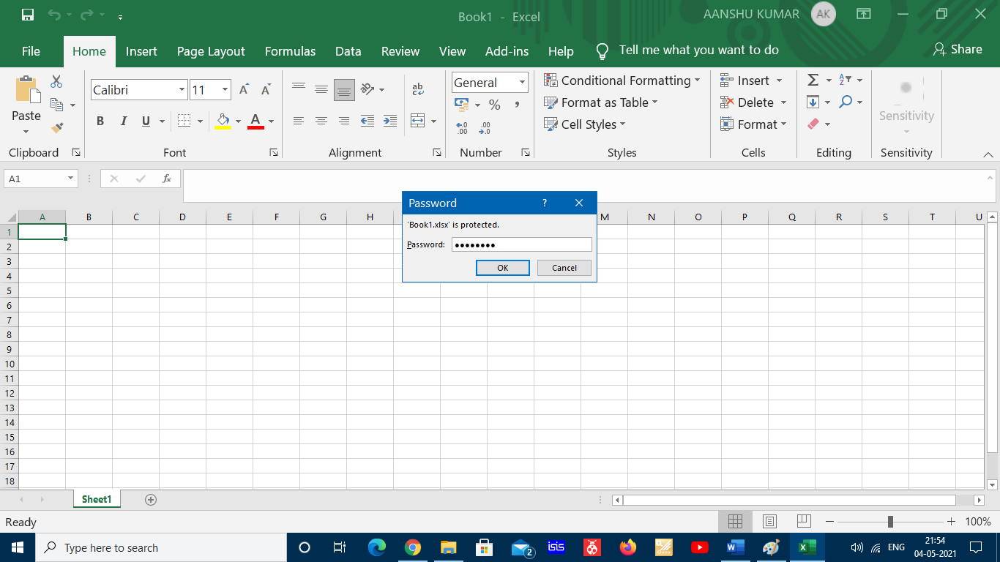 Book1 - Excel
AANSHU KUMAR AK
File Home Insert Page Layout Formulas Data Review View Add-ins Help Tell me what you want to do Share
Paste
Calibri 11
B I U A
ab
General
% ,
Conditional Formatting
Format as Table
Cell Styles
Insert
Delete
Format
Σ
Sensitivity
Clipboard Font Alignment Number Styles Cells Editing Sensitivity
A1 fx
Password ? ×
'Book1.xlsx' is protected.
Password: ●●●●●●●●
OK Cancel
A B C D E F G H M N O P Q R S T U
1
2
3
4
5
6
7
8
9
10
11
12
13
14
15
16
17
18
Sheet1
Ready 100%
Type here to search
2
isis
W
X
ENG
21:54
04-05-2021